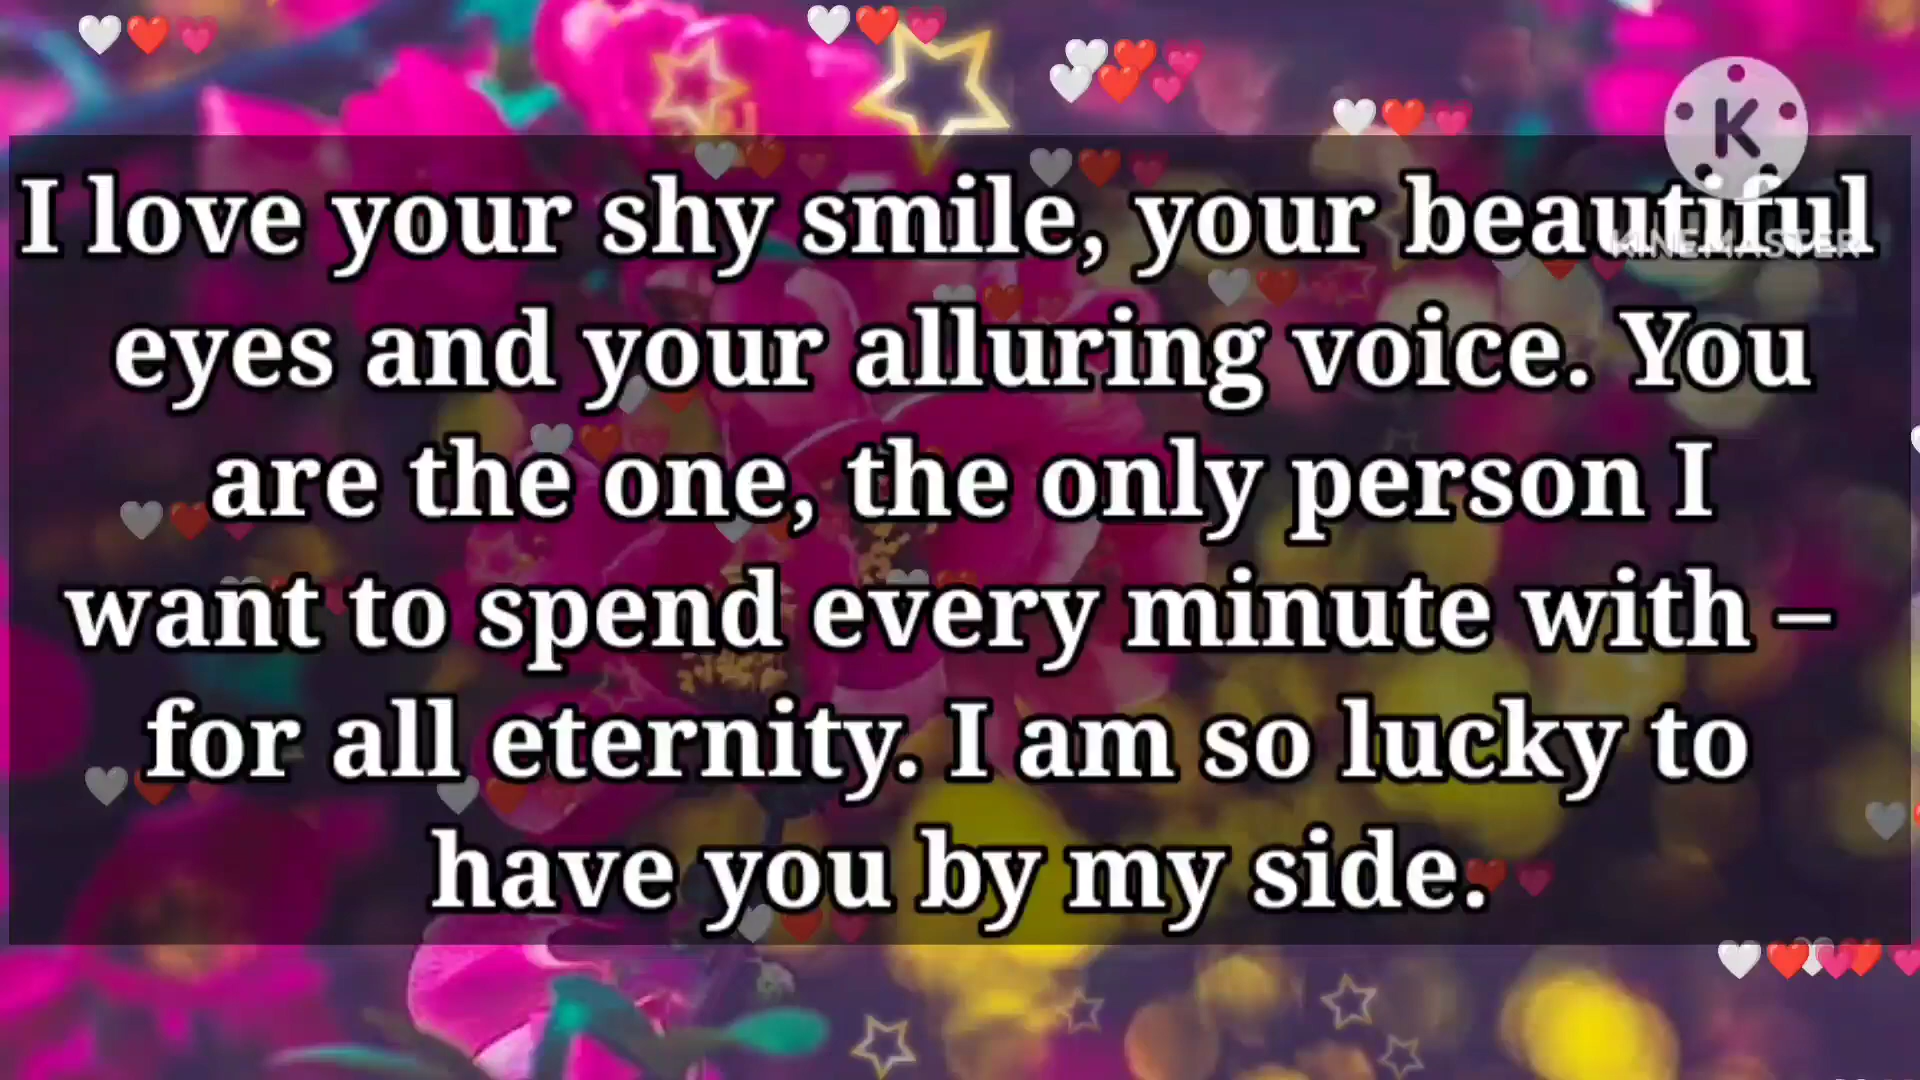 I love your shy smile, your beautiful
eyes and your alluring voice. You
are the one, the only person I
want to spend every minute with –
for all eternity. I am so lucky to
have you by my side.
K
KINEMASTER